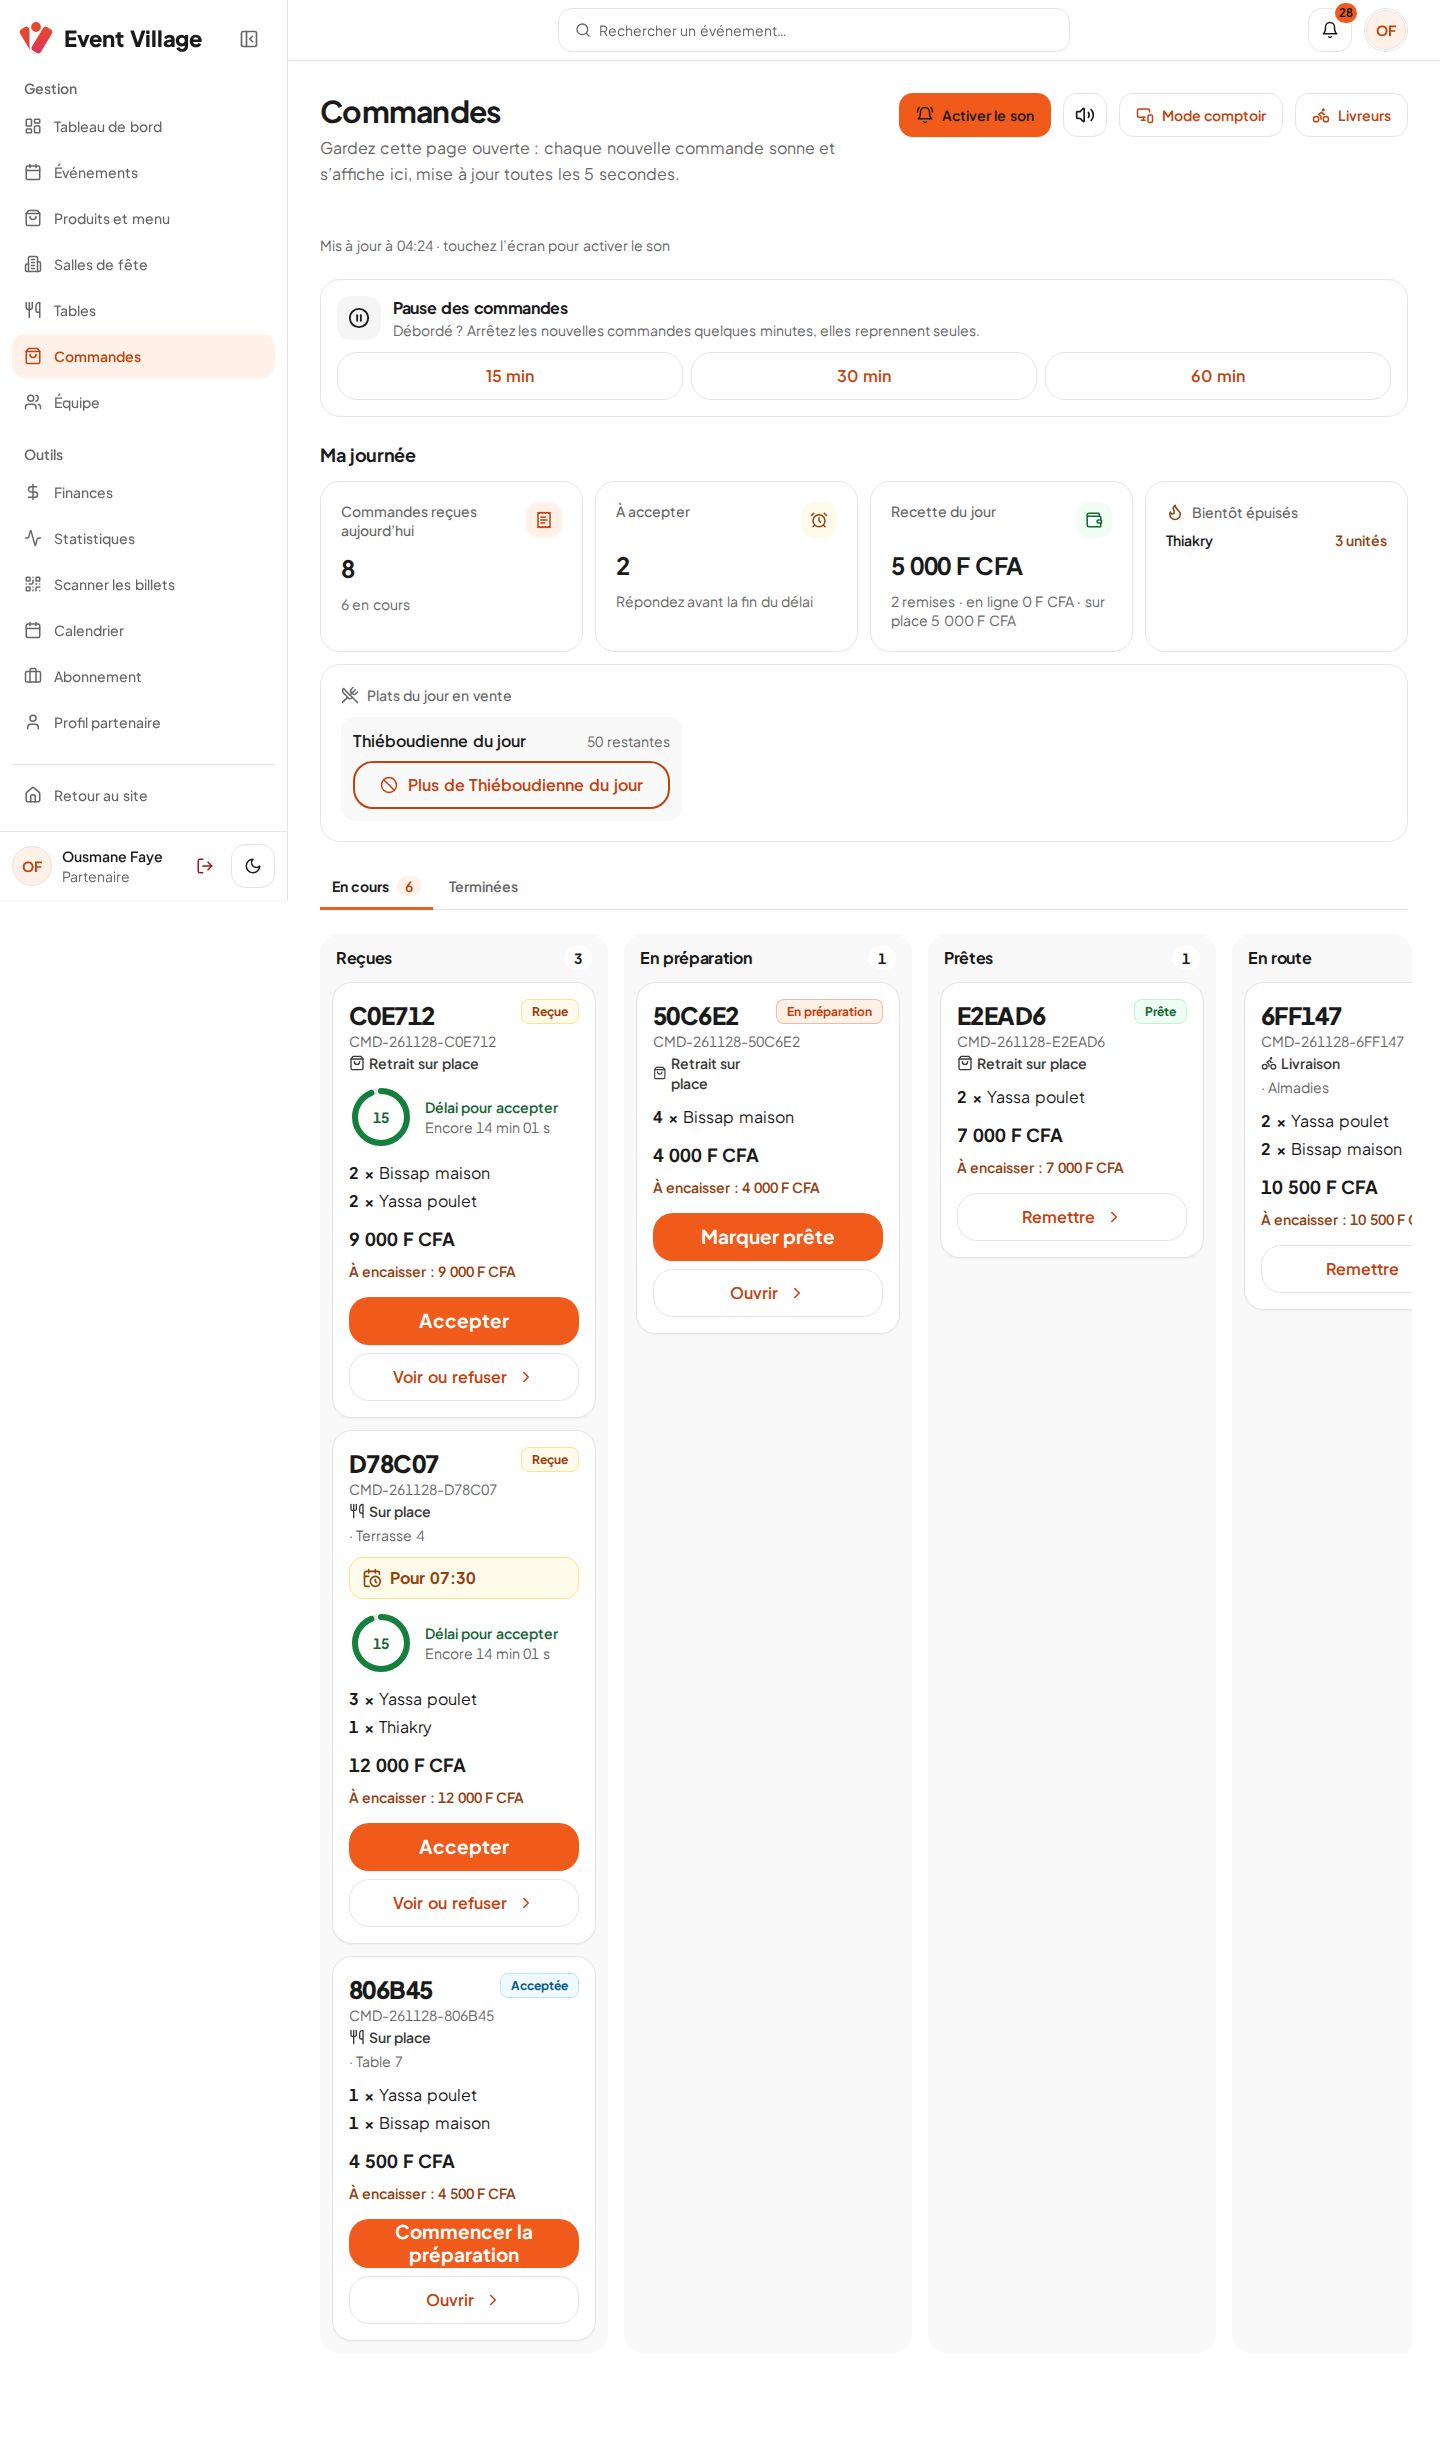 Event Village
Gestion
Tableau de bord
Événements
Produits et menu
Salles de fête
Tables
Commandes
Équipe
Outils
Finances
Statistiques
Scanner les billets
Calendrier
Abonnement
Profil partenaire
Retour au site
OF
Ousmane Faye
Partenaire
Rechercher un événement…
28
OF
Commandes
Gardez cette page ouverte : chaque nouvelle commande sonne et
s’affiche ici, mise à jour toutes les 5 secondes.
Activer le son
Mode comptoir
Livreurs
Mis à jour à 04:24 · touchez l’écran pour activer le son
Pause des commandes
Débordé ? Arrêtez les nouvelles commandes quelques minutes, elles reprennent seules.
15 min
30 min
60 min
Ma journée
Commandes reçues
aujourd’hui
8
6 en cours
À accepter
2
Répondez avant la fin du délai
Recette du jour
5 000 F CFA
2 remises · en ligne 0 F CFA · sur
place 5 000 F CFA
Bientôt épuisés
Thiakry
3 unités
Plats du jour en vente
Thiéboudienne du jour
50 restantes
Plus de Thiéboudienne du jour
En cours 6
Terminées
Reçues 3
C0E712
Reçue
CMD-261128-C0E712
Retrait sur place
15
Délai pour accepter
Encore 14 min 01 s
2 × Bissap maison
2 × Yassa poulet
9 000 F CFA
À encaisser : 9 000 F CFA
Accepter
Voir ou refuser
D78C07
Reçue
CMD-261128-D78C07
Sur place
· Terrasse 4
Pour 07:30
15
Délai pour accepter
Encore 14 min 01 s
3 × Yassa poulet
1 × Thiakry
12 000 F CFA
À encaisser : 12 000 F CFA
Accepter
Voir ou refuser
806B45
Acceptée
CMD-261128-806B45
Sur place
· Table 7
1 × Yassa poulet
1 × Bissap maison
4 500 F CFA
À encaisser : 4 500 F CFA
Commencer la
préparation
Ouvrir
En préparation 1
50C6E2
En préparation
CMD-261128-50C6E2
Retrait sur
place
4 × Bissap maison
4 000 F CFA
À encaisser : 4 000 F CFA
Marquer prête
Ouvrir
Prêtes 1
E2EAD6
Prête
CMD-261128-E2EAD6
Retrait sur place
2 × Yassa poulet
7 000 F CFA
À encaisser : 7 000 F CFA
Remettre
En route
6FF147
CMD-261128-6FF147
Livraison
· Almadies
2 × Yassa poulet
2 × Bissap maison
10 500 F CFA
À encaisser : 10 500 F
Remettre